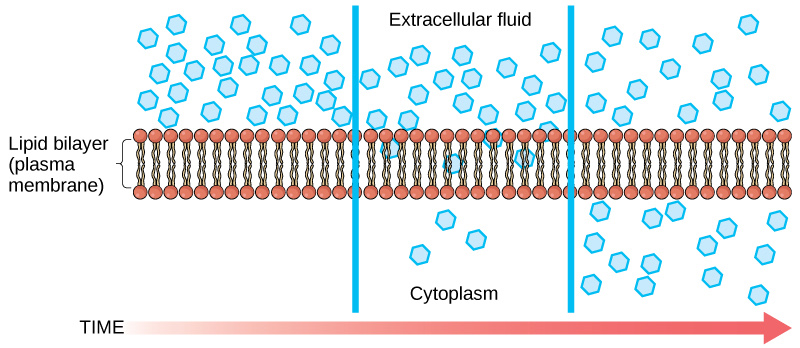 Extracellular fluid
Lipid bilayer
(plasma
membrane)
Cytoplasm
TIME